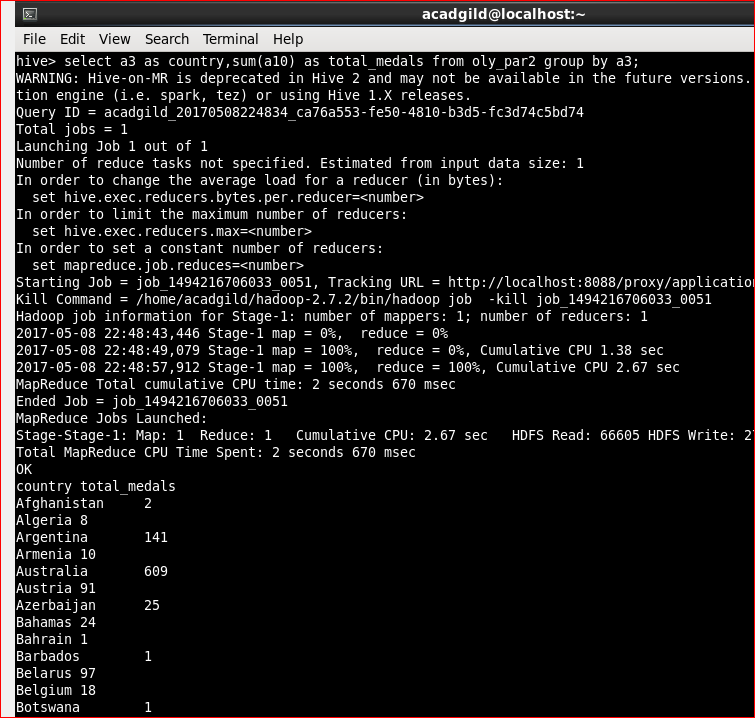 acadgild@localhost:~
File Edit View Search Terminal Help
hive> select a3 as country,sum(a10) as total_medals from oly_par2 group by a3;
WARNING: Hive-on-MR is deprecated in Hive 2 and may not be available in the future versions.
tion engine (i.e. spark, tez) or using Hive 1.X releases.
Query ID = acadgild_20170508224834_ca76a553-fe50-4810-b3d5-fc3d74c5bd74
Total jobs = 1
Launching Job 1 out of 1
Number of reduce tasks not specified. Estimated from input data size: 1
In order to change the average load for a reducer (in bytes):
  set hive.exec.reducers.bytes.per.reducer=<number>
In order to limit the maximum number of reducers:
  set hive.exec.reducers.max=<number>
In order to set a constant number of reducers:
  set mapreduce.job.reduces=<number>
Starting Job = job_1494216706033_0051, Tracking URL = http://localhost:8088/proxy/application
Kill Command = /home/acadgild/hadoop-2.7.2/bin/hadoop job  -kill job_1494216706033_0051
Hadoop job information for Stage-1: number of mappers: 1; number of reducers: 1
2017-05-08 22:48:43,446 Stage-1 map = 0%,  reduce = 0%
2017-05-08 22:48:49,079 Stage-1 map = 100%,  reduce = 0%, Cumulative CPU 1.38 sec
2017-05-08 22:48:57,912 Stage-1 map = 100%,  reduce = 100%, Cumulative CPU 2.67 sec
MapReduce Total cumulative CPU time: 2 seconds 670 msec
Ended Job = job_1494216706033_0051
MapReduce Jobs Launched:
Stage-Stage-1: Map: 1  Reduce: 1   Cumulative CPU: 2.67 sec   HDFS Read: 66605 HDFS Write:
Total MapReduce CPU Time Spent: 2 seconds 670 msec
OK
country total_medals
Afghanistan     2
Algeria 8
Argentina       141
Armenia 10
Australia       609
Austria 91
Azerbaijan      25
Bahamas 24
Bahrain 1
Barbados        1
Belarus 97
Belgium 18
Botswana        1